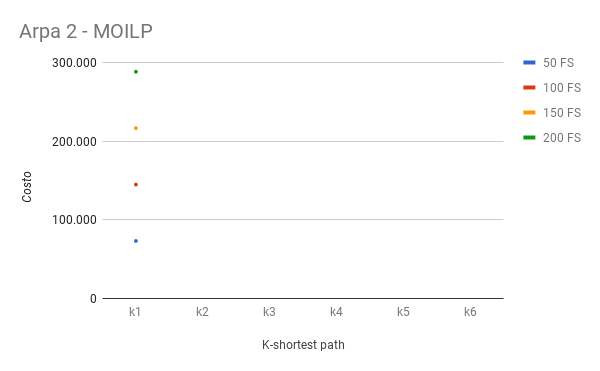 Arpa 2 - MOILP
300.000
200.000
100.000
0
Costo
k1 k2 k3 k4 k5 k6
K-shortest path
50 FS
100 FS
150 FS
200 FS